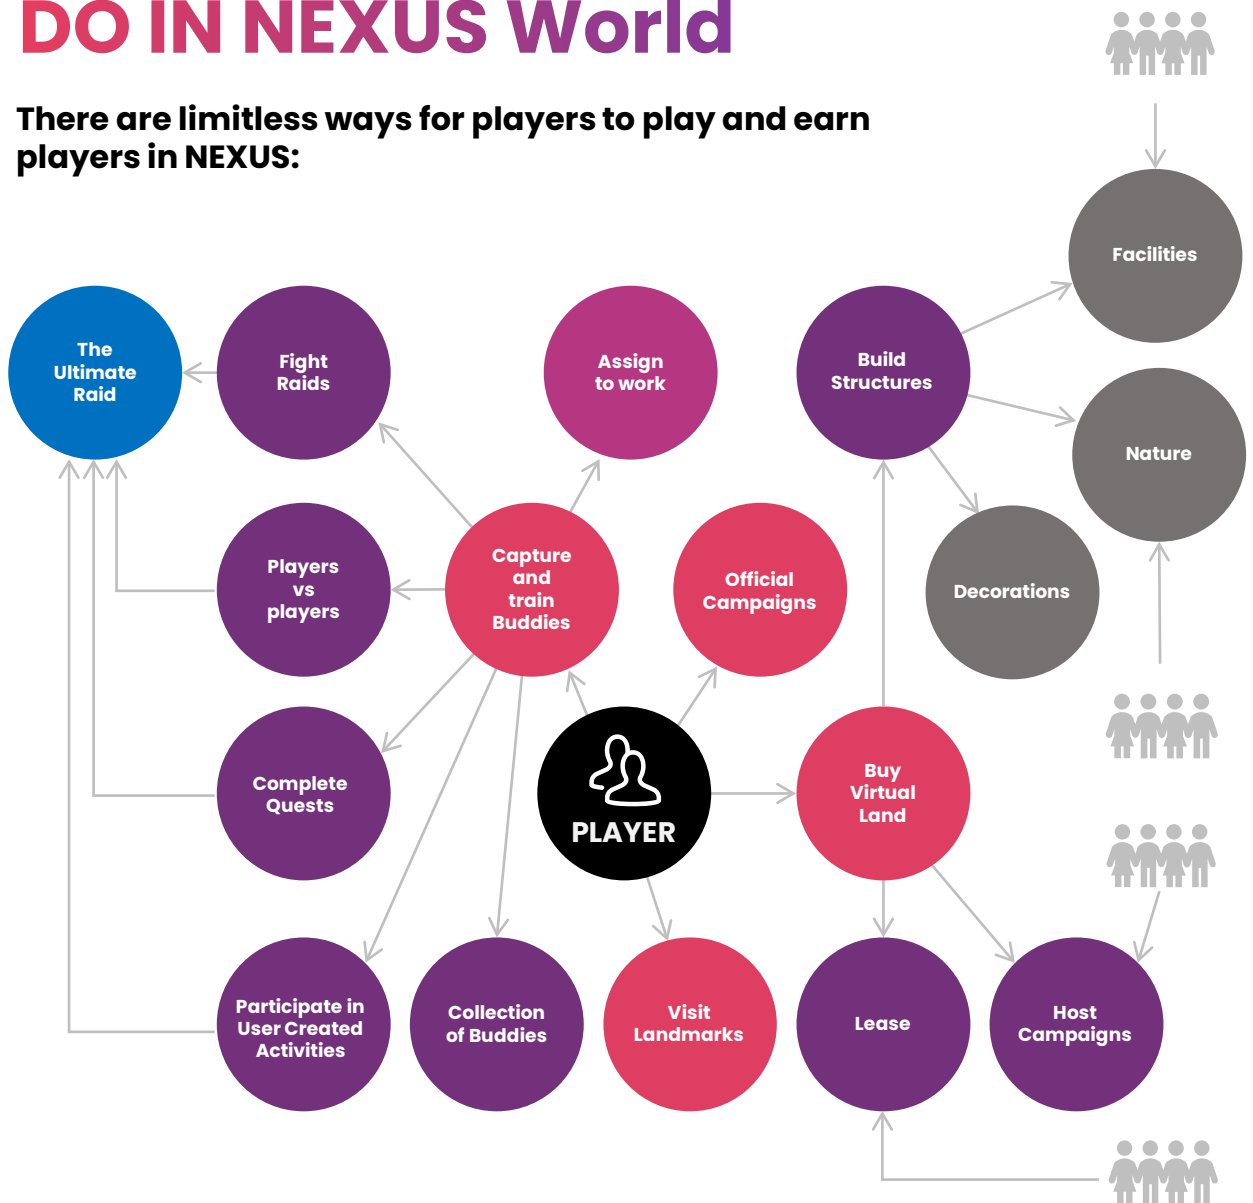 DO IN NEXUS World
There are limitless ways for players to play and earn
players in NEXUS:
Facilities
The
Ultimate
Raid
Fight
Raids
Assign
to work
Build
Structures
Nature
Players
vs
players
Capture
and
train
Buddies
Official
Campaigns
Decorations
Complete
Quests
PLAYER
Buy
Virtual
Land
Participate in
User Created
Activities
Collection
of Buddies
Visit
Landmarks
Lease
Host
Campaigns